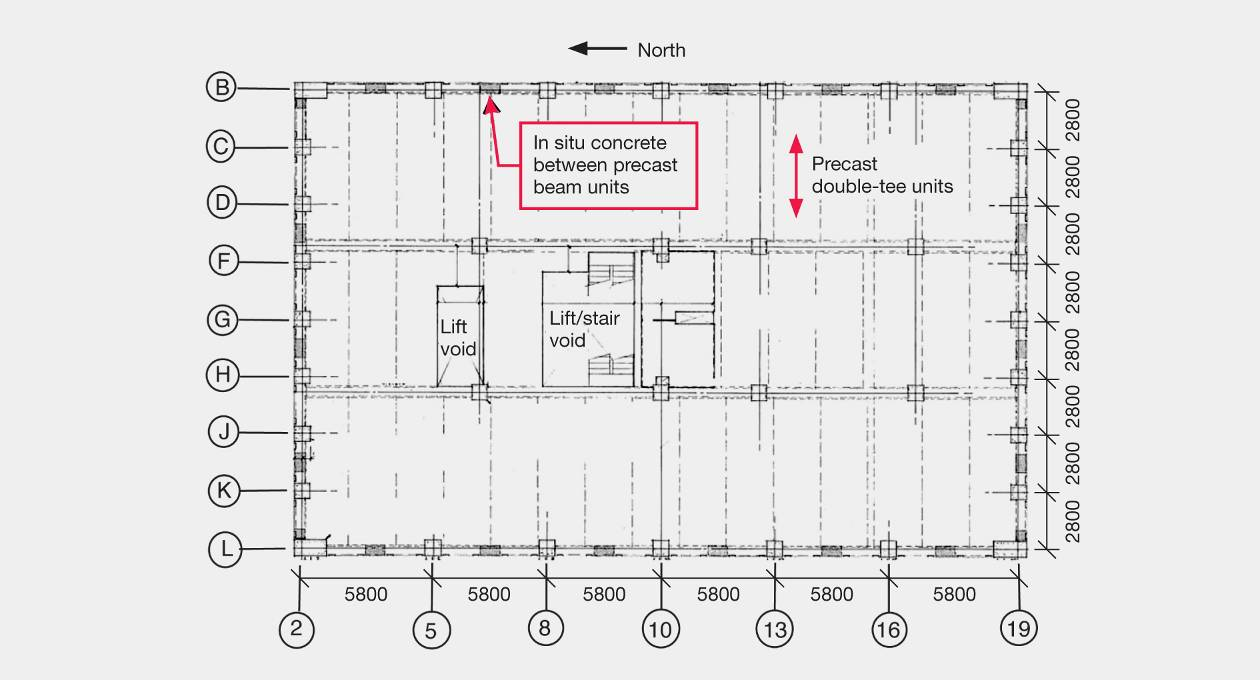 North
B
C
D
F
G
H
J
K
L
In situ concrete
between precast
beam units
Precast
double-tee units
Lift
void
Lift/stair
void
2800
2800
2800
2800
2800
2800
2800
2800
5800
5800
5800
5800
5800
5800
2
5
8
10
13
16
19